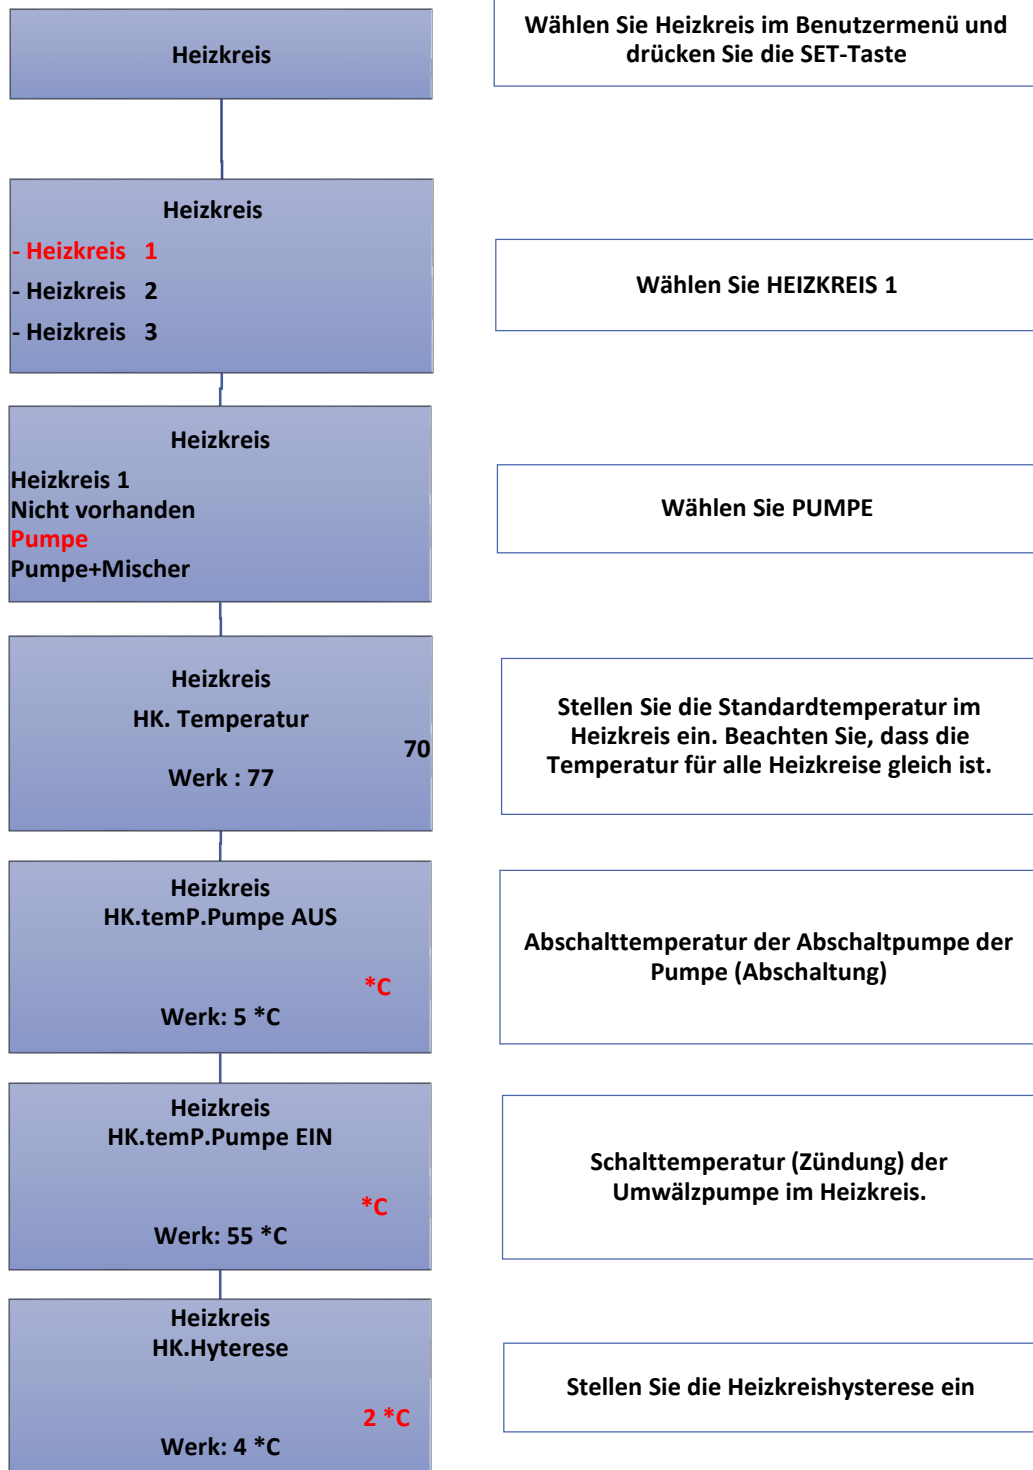 Heizkreis
Wählen Sie Heizkreis im Benutzermenü und
drücken Sie die SET-Taste
Heizkreis
- Heizkreis 1
- Heizkreis 2
- Heizkreis 3
Wählen Sie HEIZKREIS 1
Heizkreis
Heizkreis 1
Nicht vorhanden
Pumpe
Pumpe+Mischer
Wählen Sie PUMPE
Heizkreis
HK. Temperatur
70
Werk : 77
Stellen Sie die Standardtemperatur im
Heizkreis ein. Beachten Sie, dass die
Temperatur für alle Heizkreise gleich ist.
Heizkreis
HK.temP.Pumpe AUS
*C
Werk: 5 *C
Abschalttemperatur der Abschaltpumpe der
Pumpe (Abschaltung)
Heizkreis
HK.temP.Pumpe EIN
*C
Werk: 55 *C
Schalttemperatur (Zündung) der
Umwälzpumpe im Heizkreis.
Heizkreis
HK.Hyterese
2 *C
Werk: 4 *C
Stellen Sie die Heizkreishysterese ein